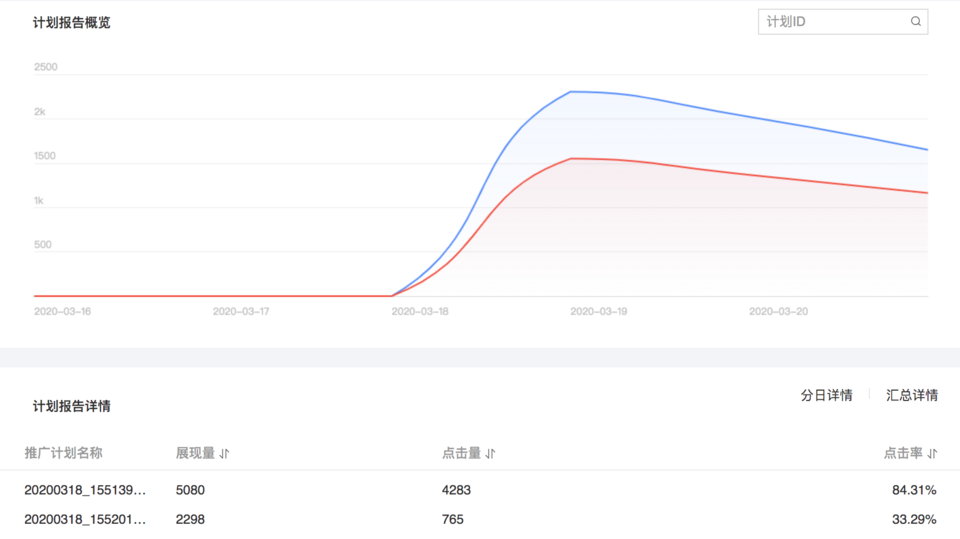 计划报告概览
计划ID
2500
2k
1500
1k
500
2020-03-16 2020-03-17 2020-03-18 2020-03-19 2020-03-20
分日详情 汇总详情
计划报告详情
推广计划名称 展现量 点击量 点击率
20200318_155139... 5080 4283 84.31%
20200318_155201... 2298 765 33.29%